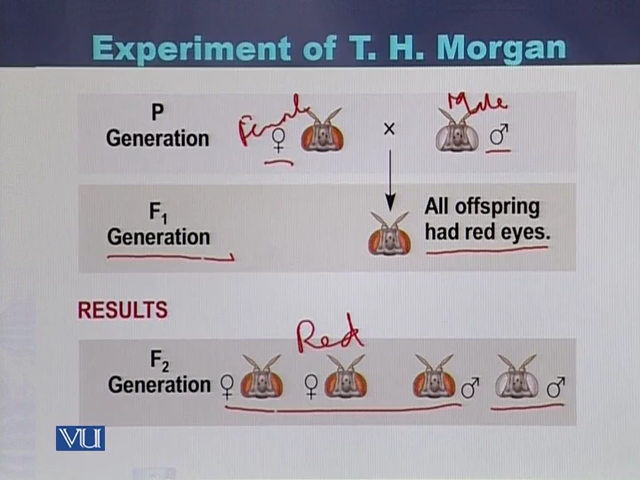 Experiment of T. H. Morgan
P
Generation
Female ♀ x Male ♂
F1
Generation
All offspring
had red eyes.
RESULTS
Red
F2
Generation
♀ ♀ ♂ ♂
VU